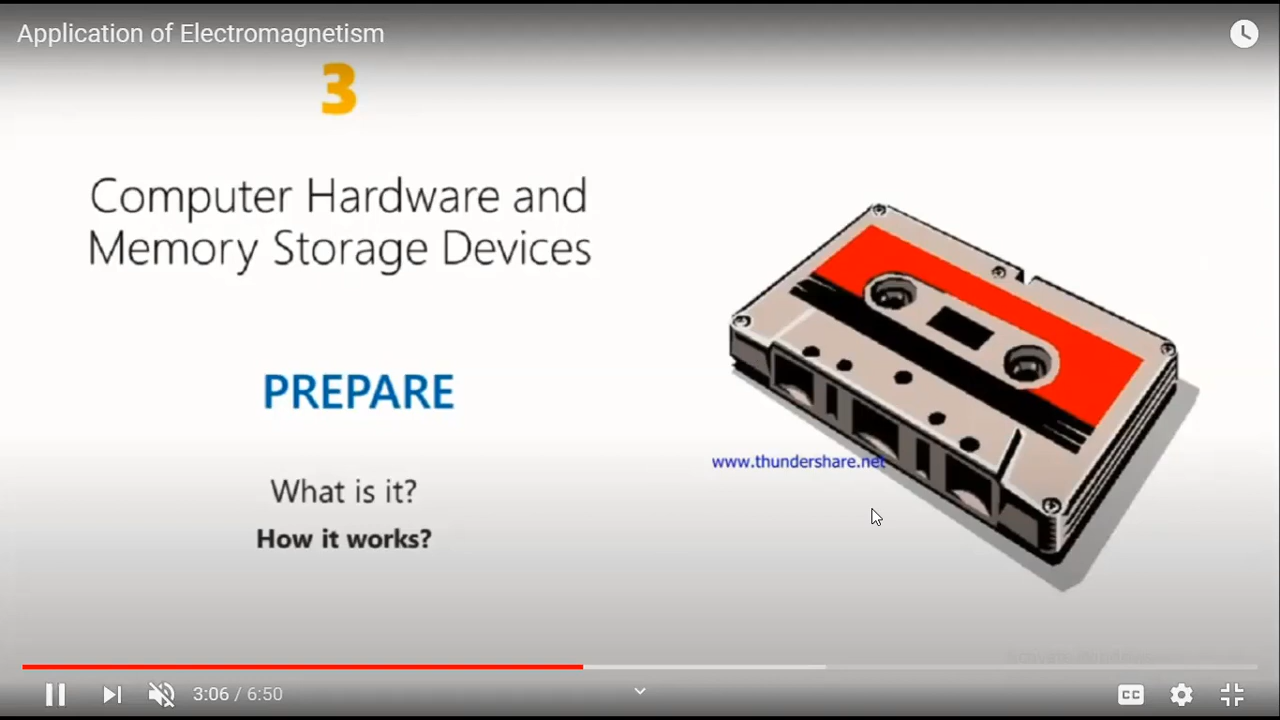 Application of Electromagnetism
3
Computer Hardware and
Memory Storage Devices
PREPARE
What is it?
How it works?
www.thundershare.net
3:06 / 6:50
CC